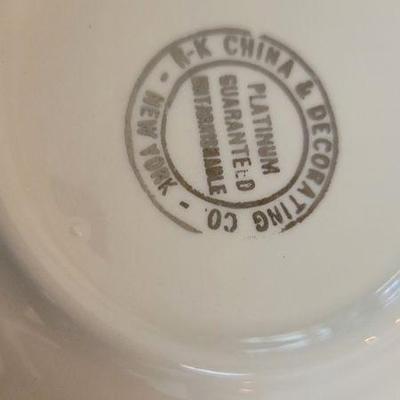 R-K CHINA & DECORATING CO.
- NEW YORK -
PLATINUM
GUARANTEED
UNTARNISHABLE